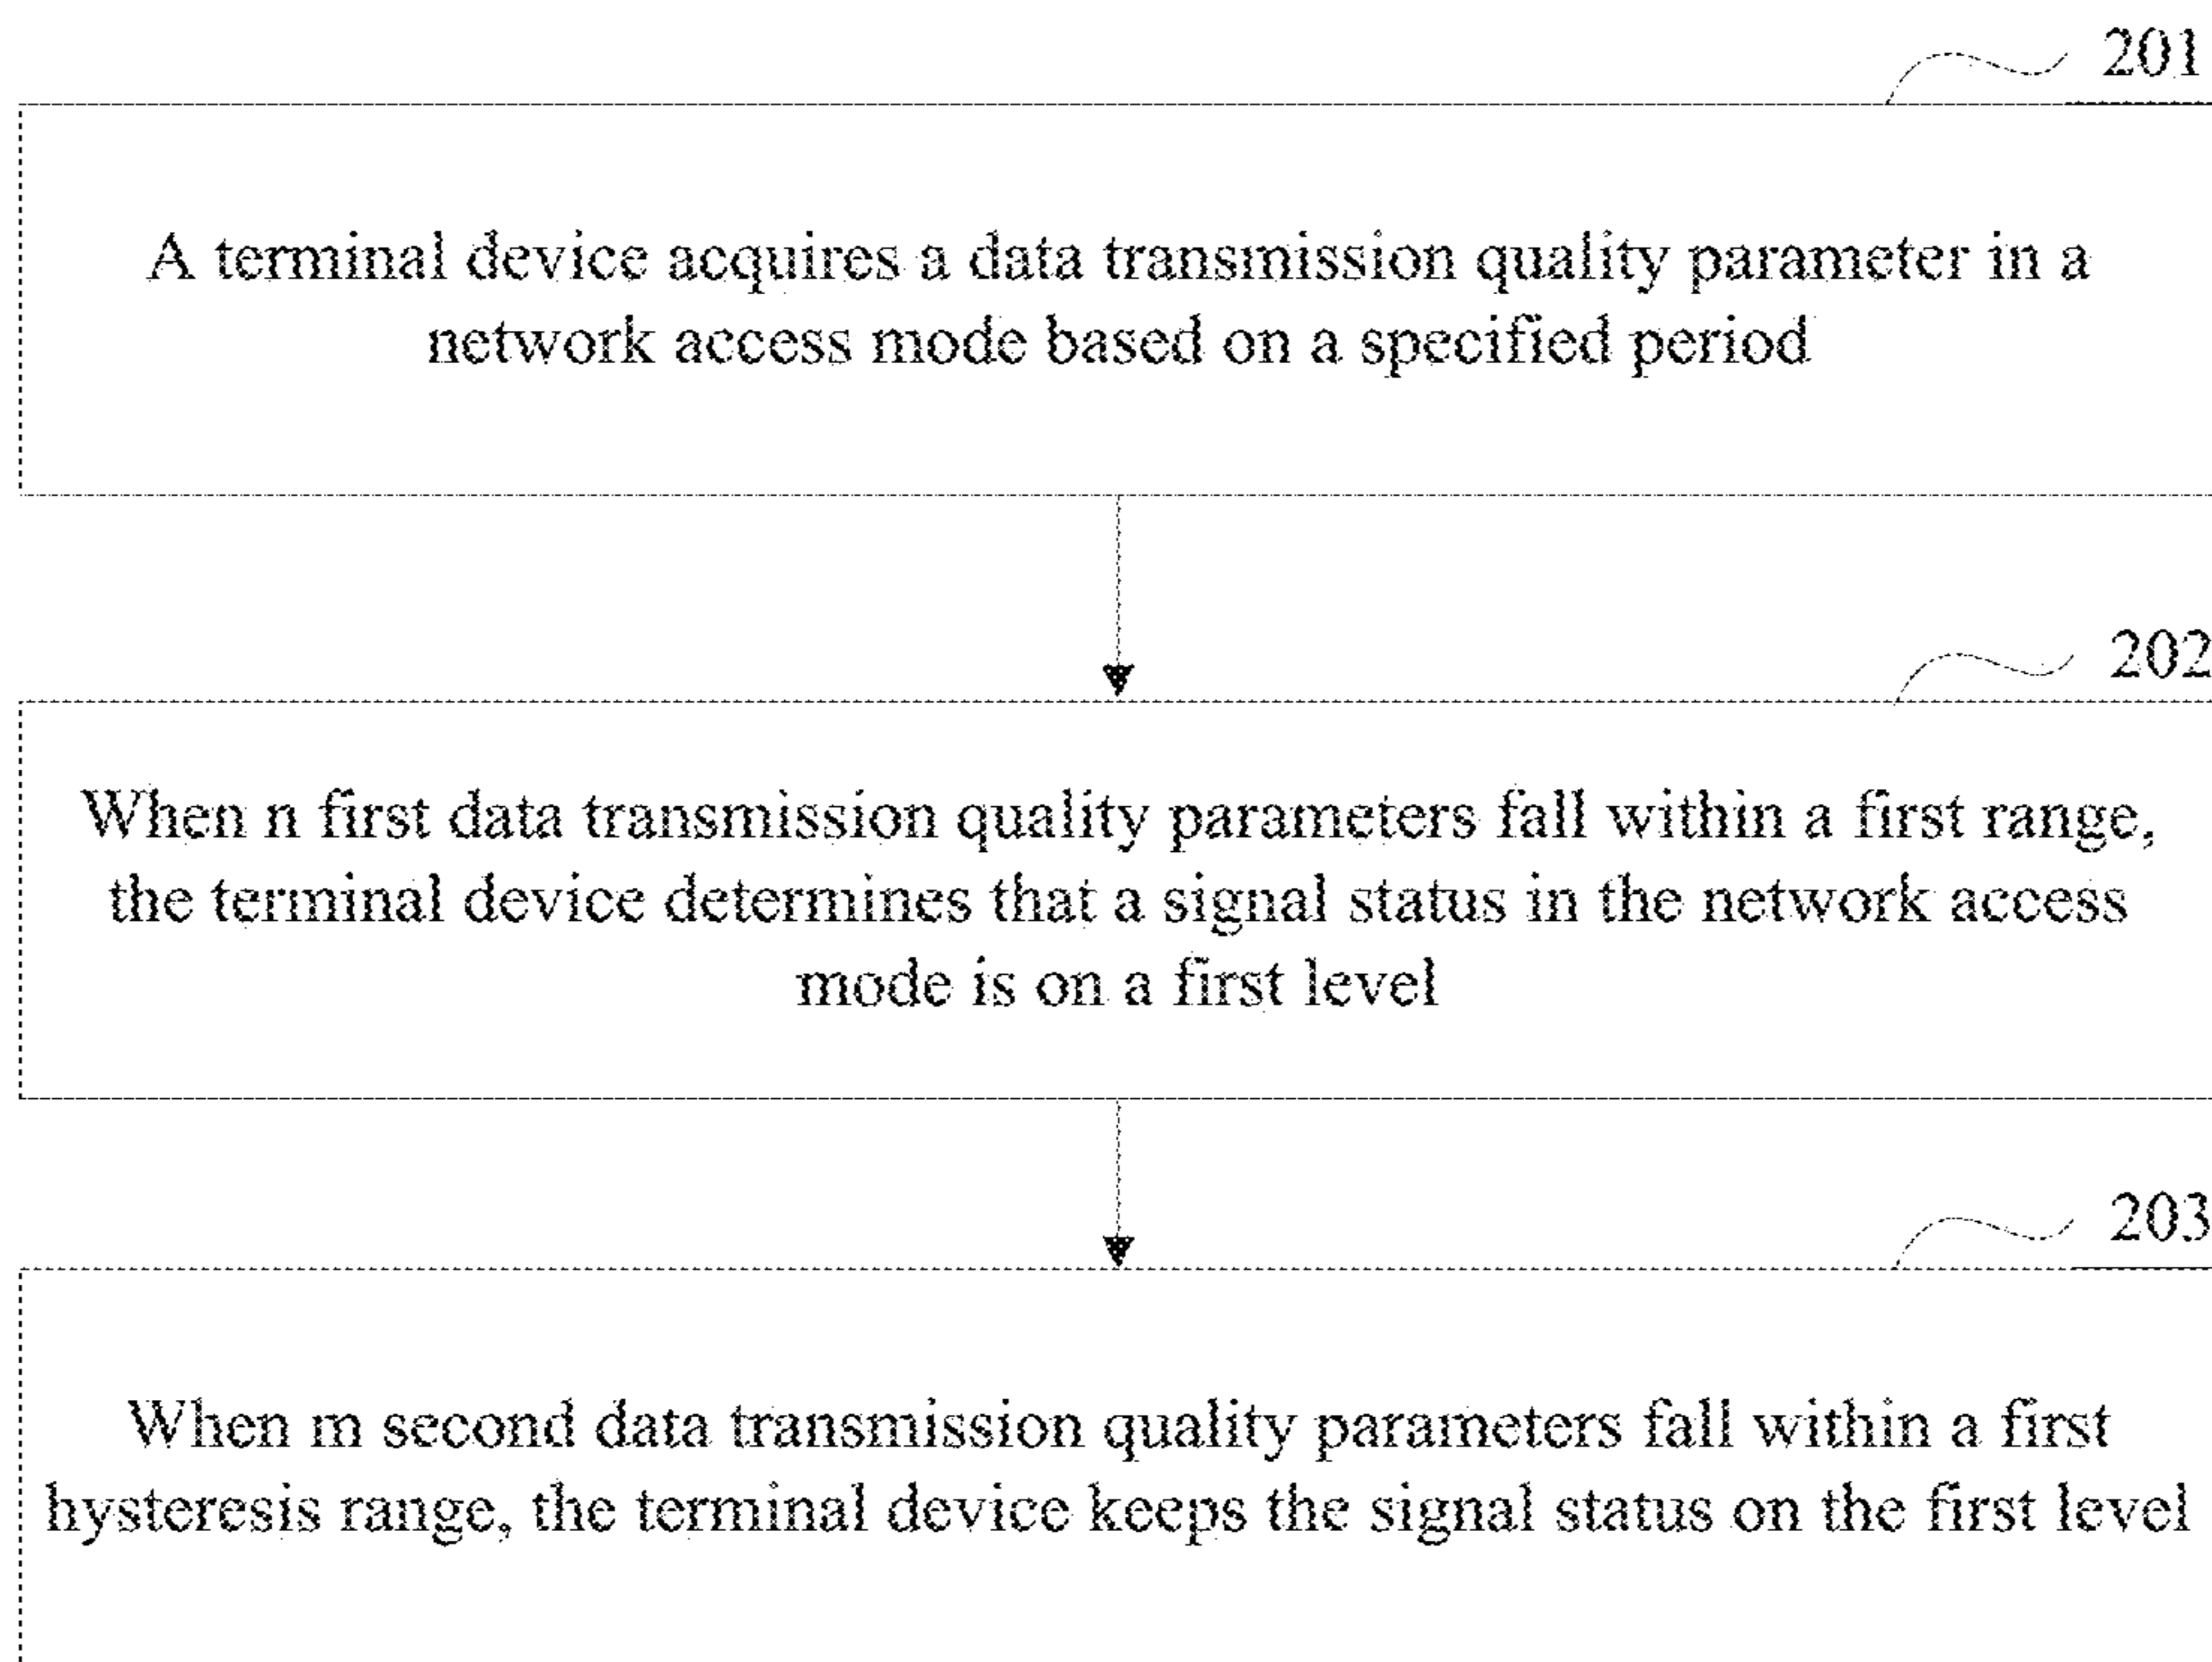 201
A terminal device acquires a data transmission quality parameter in a
network access mode based on a specified period
202
When n first data transmission quality parameters fall within a first range,
the terminal device determines that a signal status in the network access
mode is on a first level
203
When m second data transmission quality parameters fall within a first
hysteresis range, the terminal device keeps the signal status on the first level